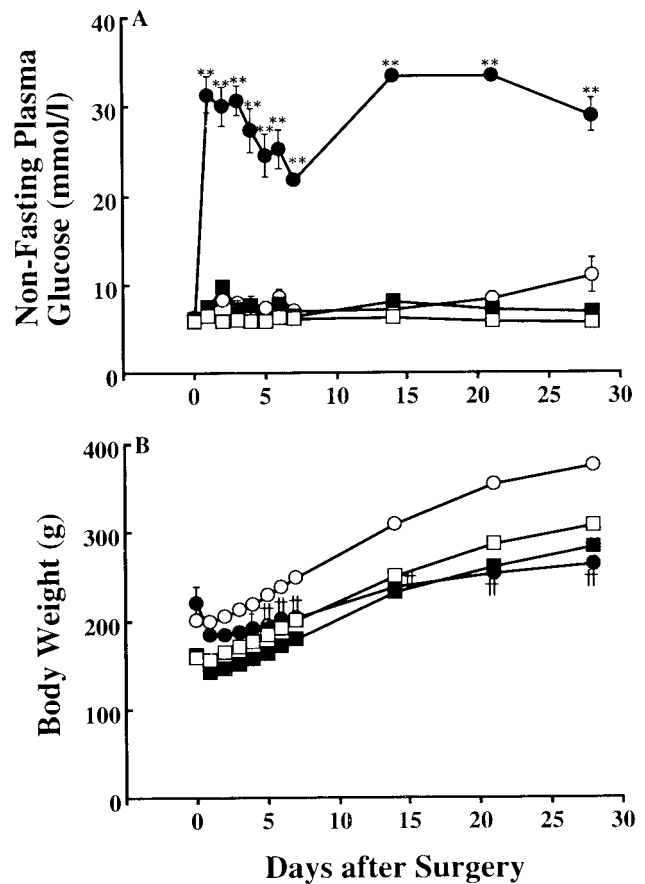 A
40
30
20
10
0
Non-Fasting Plasma
Glucose (mmol/l)
** ** ** ** ** ** ** ** ** **
0 5 10 15 20 25 30
B
400
300
200
100
0
Body Weight (g)
† ‡ ‡ ‡ ‡ ‡ ‡
0 5 10 15 20 25 30
Days after Surgery